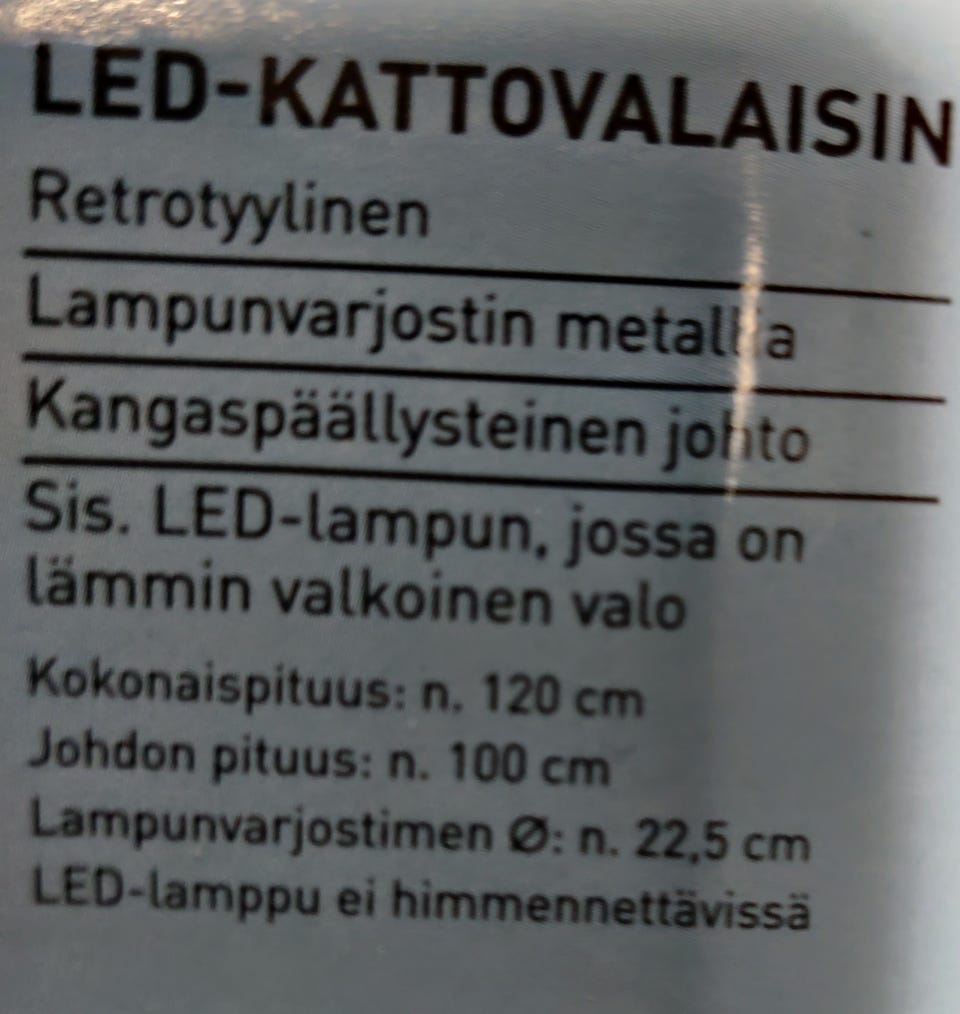 LED-KATTOVALAISIN
Retrotyylinen
Lampunvarjostin metallia
Kangaspäällysteinen johto
Sis. LED-lampun, jossa on
lämmin valkoinen valo
Kokonaispituus: n. 120 cm
Johdon pituus: n. 100 cm
Lampunvarjostimen Ø: n. 22,5 cm
LED-lamppu ei himmennettävissä